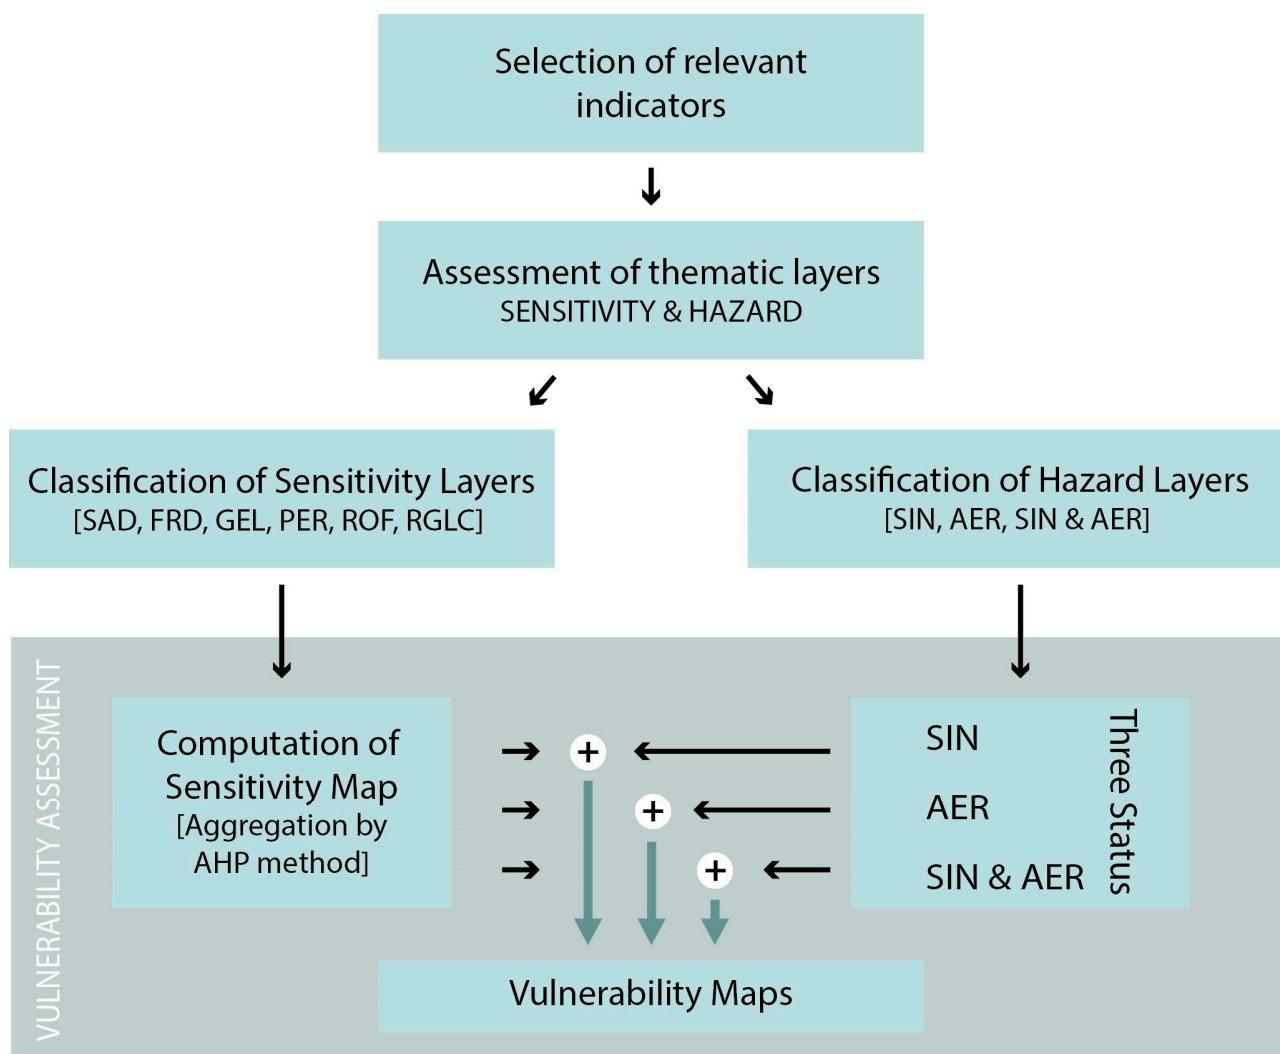 Selection of relevant
indicators
Assessment of thematic layers
SENSITIVITY & HAZARD
Classification of Sensitivity Layers
[SAD, FRD, GEL, PER, ROF, RGLC]
Classification of Hazard Layers
[SIN, AER, SIN & AER]
VULNERABILITY ASSESSMENT
Computation of
Sensitivity Map
[Aggregation by
AHP method]
+
+
+
SIN
AER
SIN & AER
Three Status
Vulnerability Maps